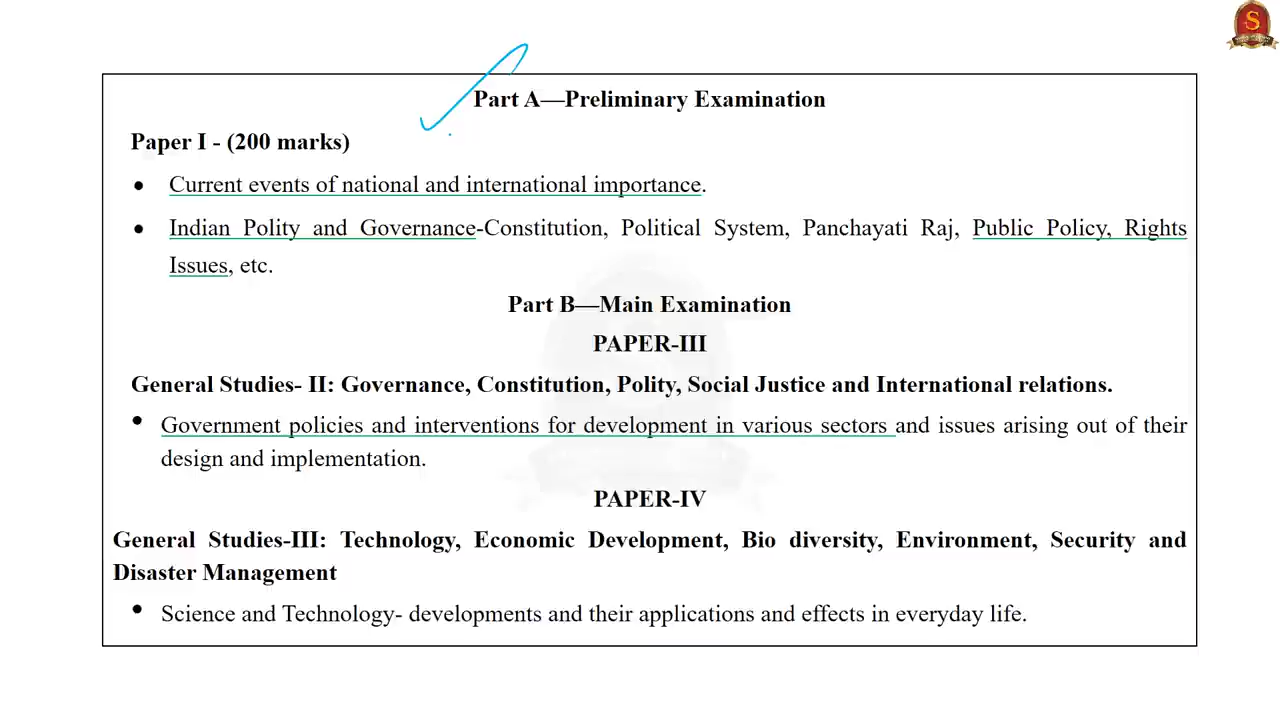 S
Part A—Preliminary Examination
Paper I - (200 marks)
• Current events of national and international importance.
• Indian Polity and Governance-Constitution, Political System, Panchayati Raj, Public Policy, Rights
Issues, etc.
Part B—Main Examination
PAPER-III
General Studies- II: Governance, Constitution, Polity, Social Justice and International relations.
• Government policies and interventions for development in various sectors and issues arising out of their
design and implementation.
PAPER-IV
General Studies-III: Technology, Economic Development, Bio diversity, Environment, Security and
Disaster Management
• Science and Technology- developments and their applications and effects in everyday life.